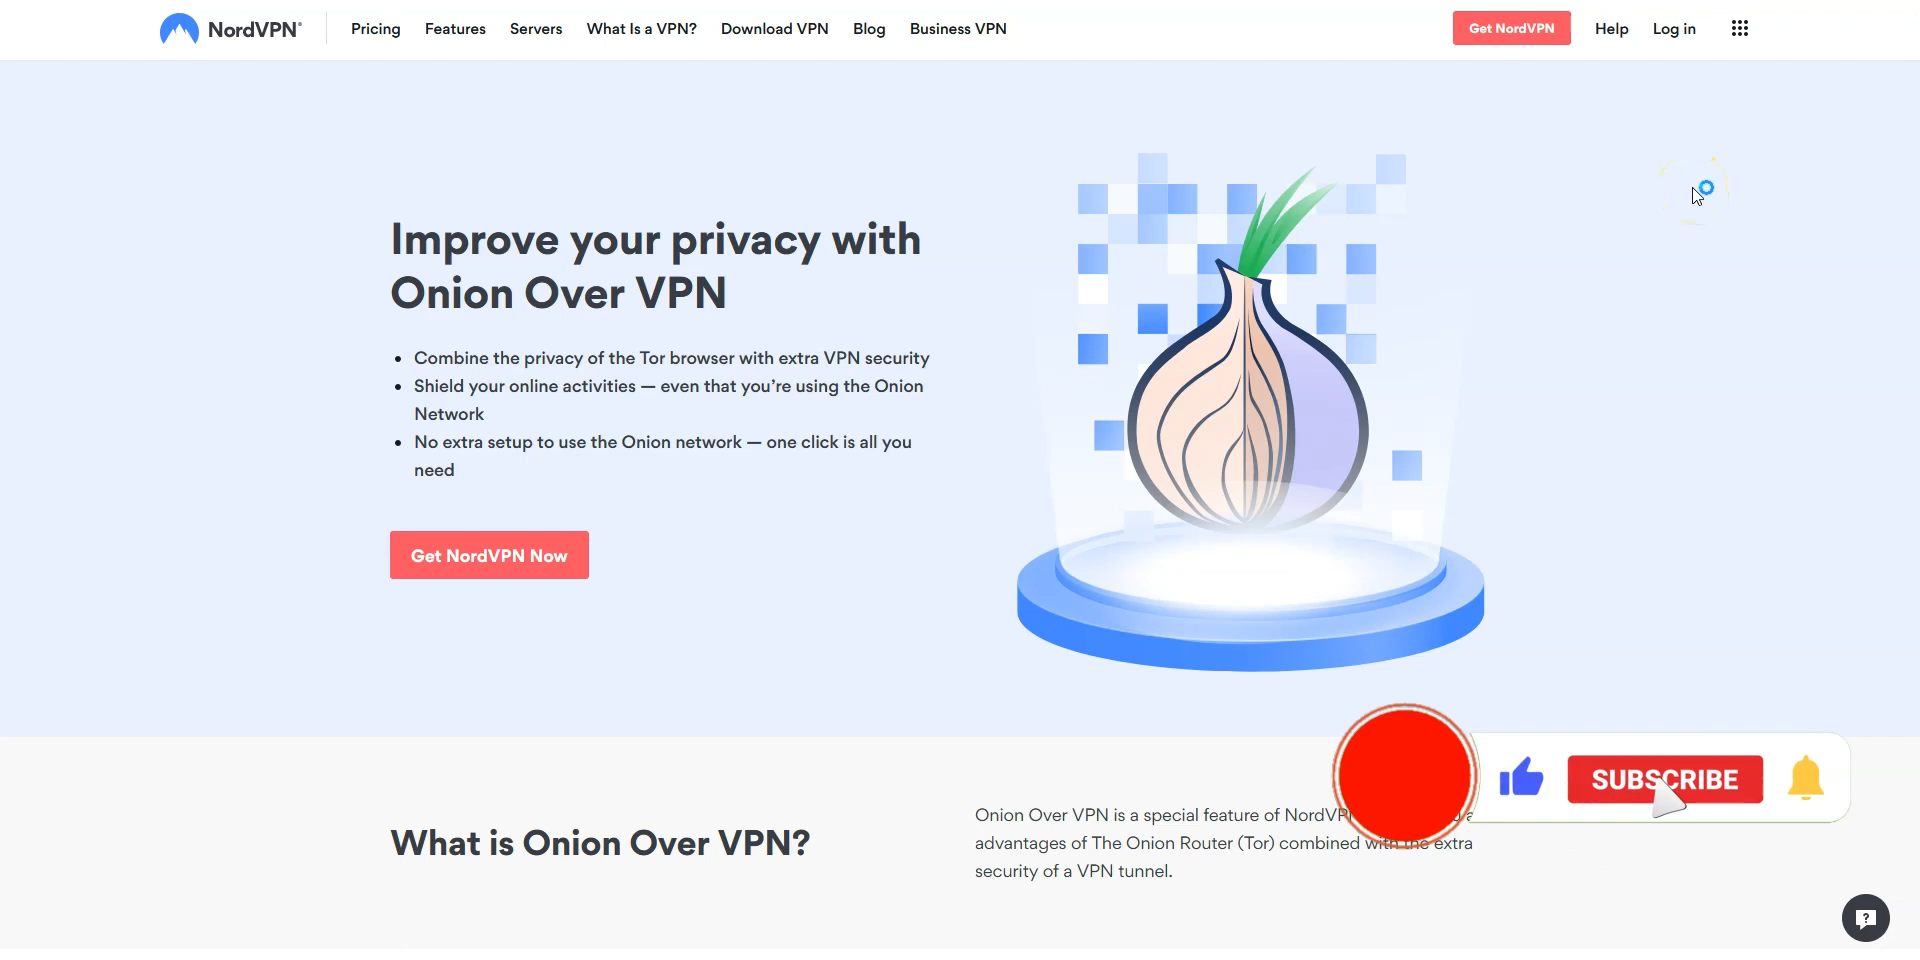 NordVPN® Pricing Features Servers What Is a VPN? Download VPN Blog Business VPN Get NordVPN Help Log in
Improve your privacy with
Onion Over VPN
• Combine the privacy of the Tor browser with extra VPN security
• Shield your online activities — even that you’re using the Onion
Network
• No extra setup to use the Onion network — one click is all you
need
Get NordVPN Now
SUBSCRIBE
What is Onion Over VPN?
Onion Over VPN is a special feature of
advantages of The Onion Router (Tor) combined with the extra
security of a VPN tunnel.
?